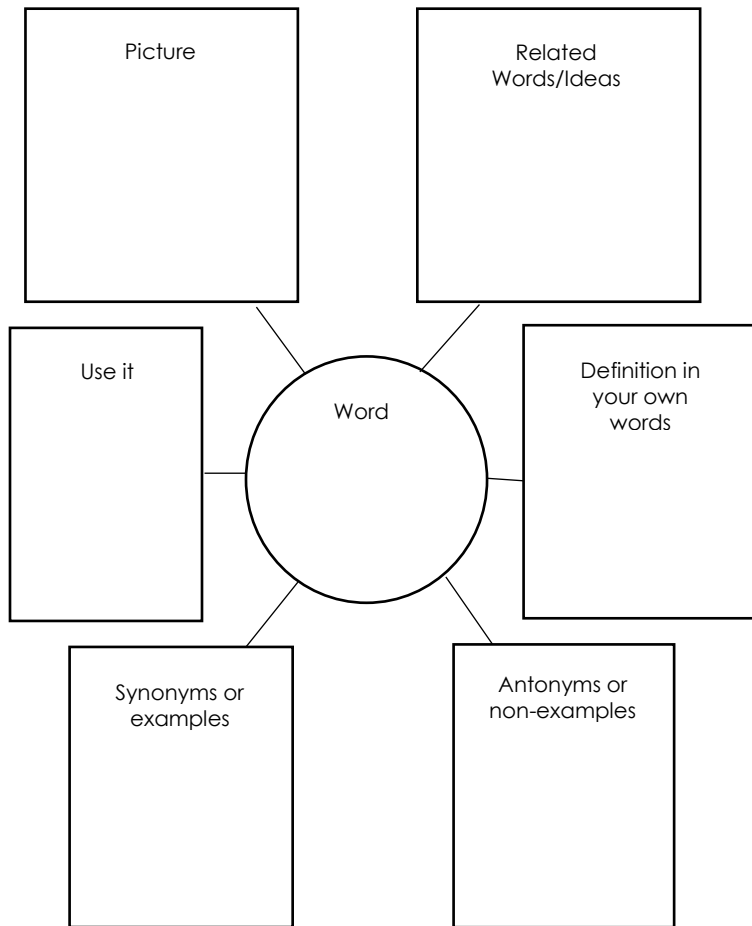 Picture
Related
Words/Ideas
Use it
Word
Definition in
your own
words
Synonyms or
examples
Antonyms or
non-examples